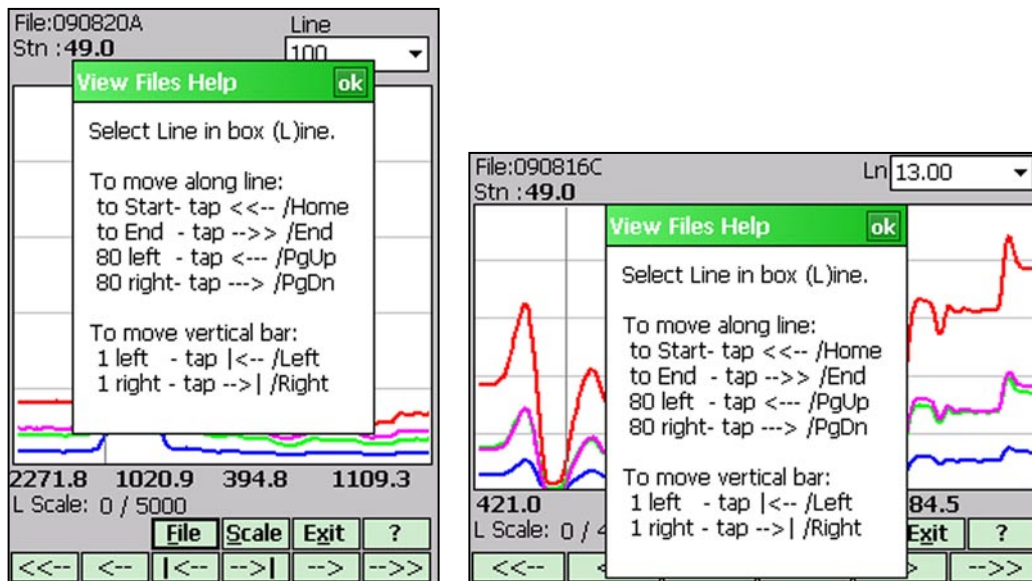 File:090820A Line
Stn :49.0 100
View Files Help ok
Select Line in box (L)ine.
To move along line:
to Start- tap <<-- /Home
to End - tap -->> /End
80 left - tap <--- /PgUp
80 right- tap ---> /PgDn
To move vertical bar:
1 left - tap |<-- /Left
1 right - tap -->| /Right
2271.8 1020.9 394.8 1109.3
L Scale: 0 / 5000
File Scale Exit ?
<<-- <-- |<-- -->| --> -->>
File:090816C Ln 13.00
Stn :49.0
View Files Help ok
Select Line in box (L)ine.
To move along line:
to Start- tap <<-- /Home
to End - tap -->> /End
80 left - tap <--- /PgUp
80 right- tap ---> /PgDn
To move vertical bar:
1 left - tap |<-- /Left
1 right - tap -->| /Right
421.0 84.5
L Scale: 0 / 4
Exit ?
<<-- -->>